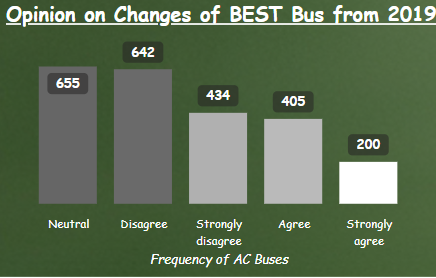 Opinion on Changes of BEST Bus from 2019
655
642
434
405
200
Neutral
Disagree
Strongly
disagree
Agree
Strongly
agree
Frequency of AC Buses